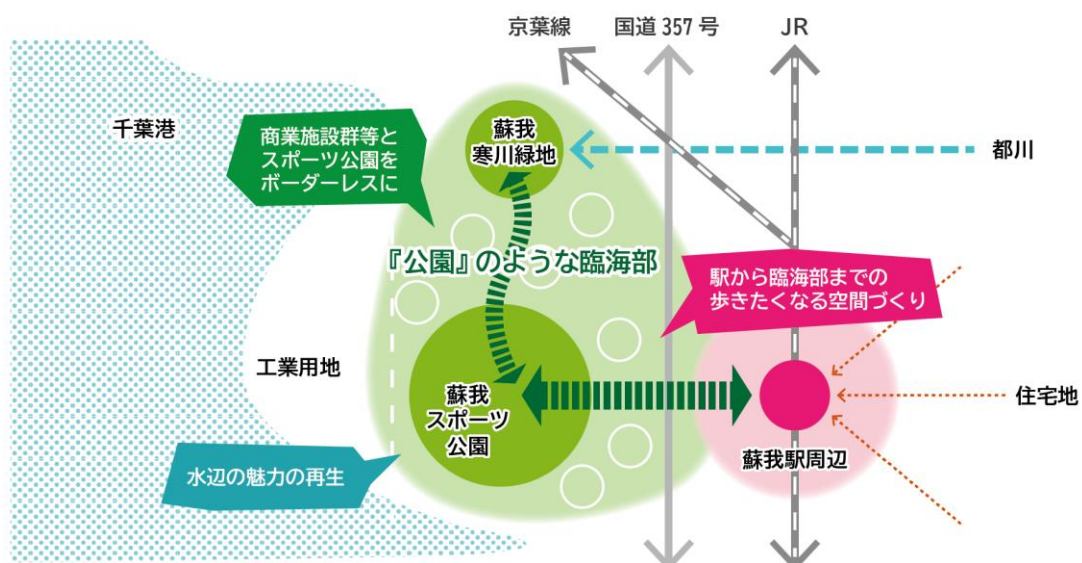 京葉線
国道 357 号
JR
千葉港
商業施設群等と
スポーツ公園を
ボーダーレスに
蘇我
寒川緑地
都川
『公園』のような臨海部
駅から臨海部までの
歩きたくなる空間づくり
工業用地
蘇我
スポーツ
公園
住宅地
蘇我駅周辺
水辺の魅力の再生